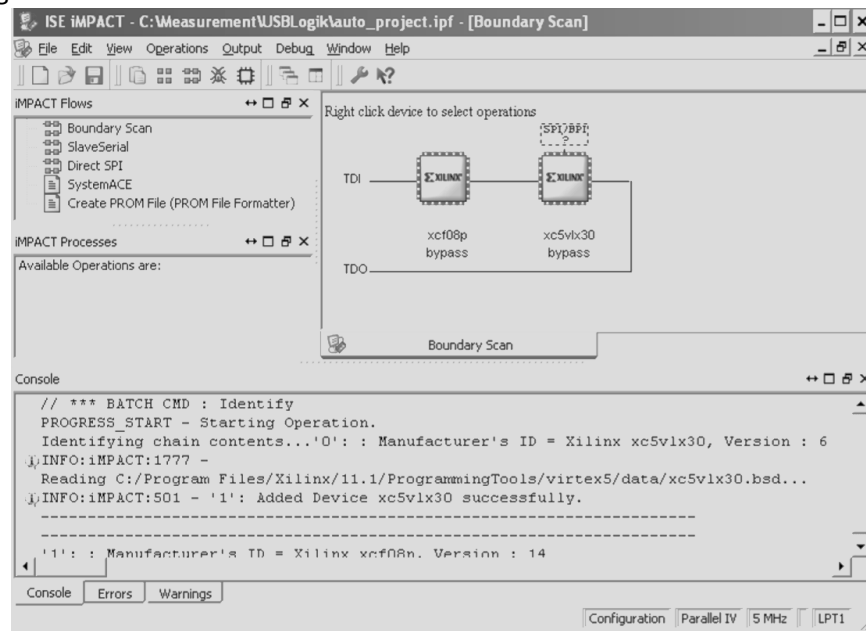 ISE iMPACT - C:\Measurement\USBLogik\auto_project.ipf - [Boundary Scan]
File Edit View Operations Output Debug Window Help
iMPACT Flows
Boundary Scan
SlaveSerial
Direct SPI
SystemACE
Create PROM File (PROM File Formatter)
iMPACT Processes
Available Operations are:
Right click device to select operations
SPI/BPI
?
TDI
XILINX
XILINX
xcf08p
bypass
xc5vlx30
bypass
TDO
Boundary Scan
Console
// *** BATCH CMD : Identify
PROGRESS_START - Starting Operation.
Identifying chain contents...'0': : Manufacturer's ID = Xilinx xc5vlx30, Version : 6
INFO:iMPACT:1777 -
Reading C:/Program Files/Xilinx/11.1/ProgrammingTools/virtex5/data/xc5vlx30.bsd...
INFO:iMPACT:501 - '1': Added Device xc5vlx30 successfully.
----------------------------------------------------------------------
----------------------------------------------------------------------
'1': : Manufacturer's ID = Xilinx xcf08p, Version : 14
Console Errors Warnings
Configuration Parallel IV 5 MHz LPT1